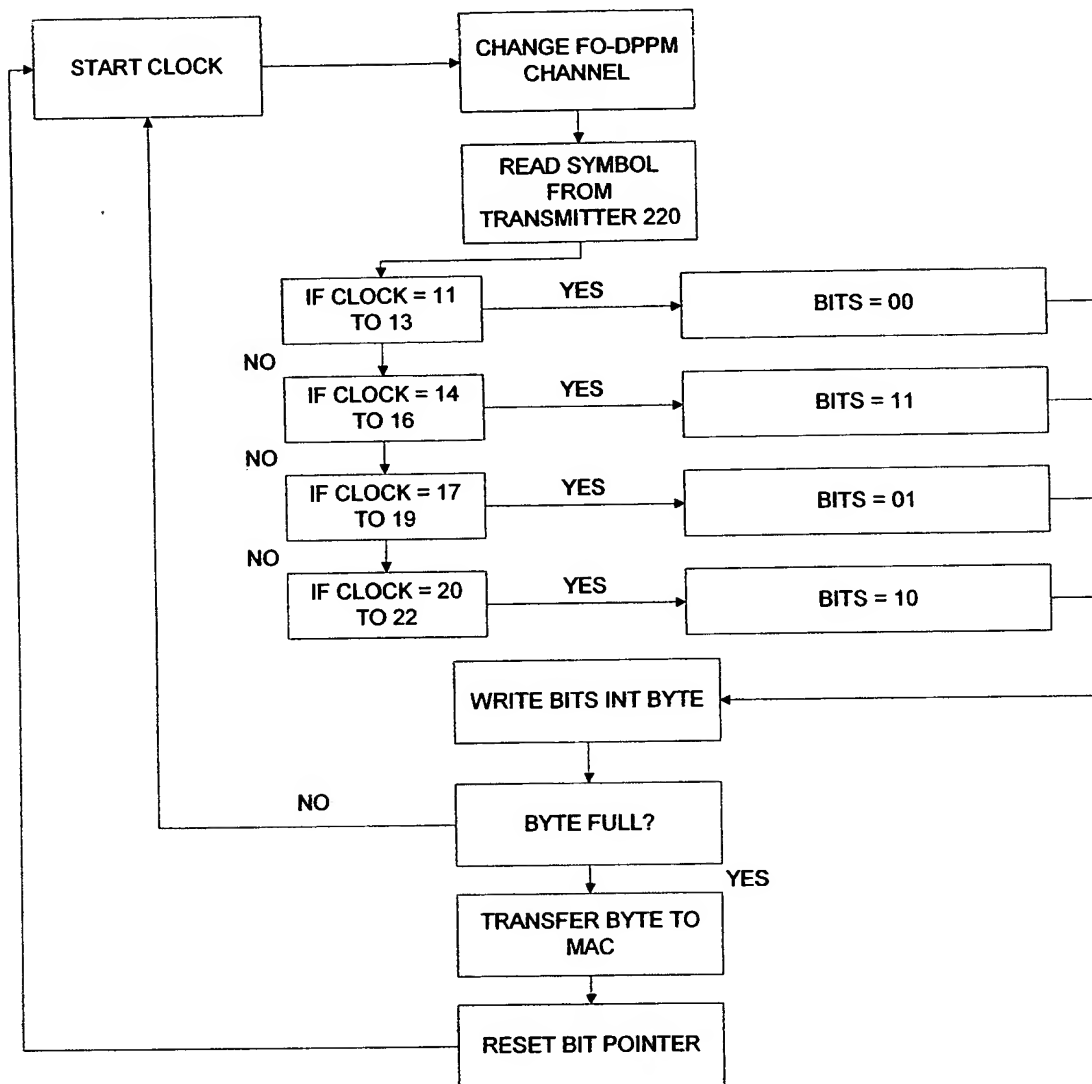 START CLOCK
CHANGE FO-DPPM
CHANNEL
READ SYMBOL
FROM
TRANSMITTER 220
IF CLOCK = 11
TO 13
YES
BITS = 00
NO
IF CLOCK = 14
TO 16
YES
BITS = 11
NO
IF CLOCK = 17
TO 19
YES
BITS = 01
NO
IF CLOCK = 20
TO 22
YES
BITS = 10
WRITE BITS INT BYTE
NO
BYTE FULL?
YES
TRANSFER BYTE TO
MAC
RESET BIT POINTER